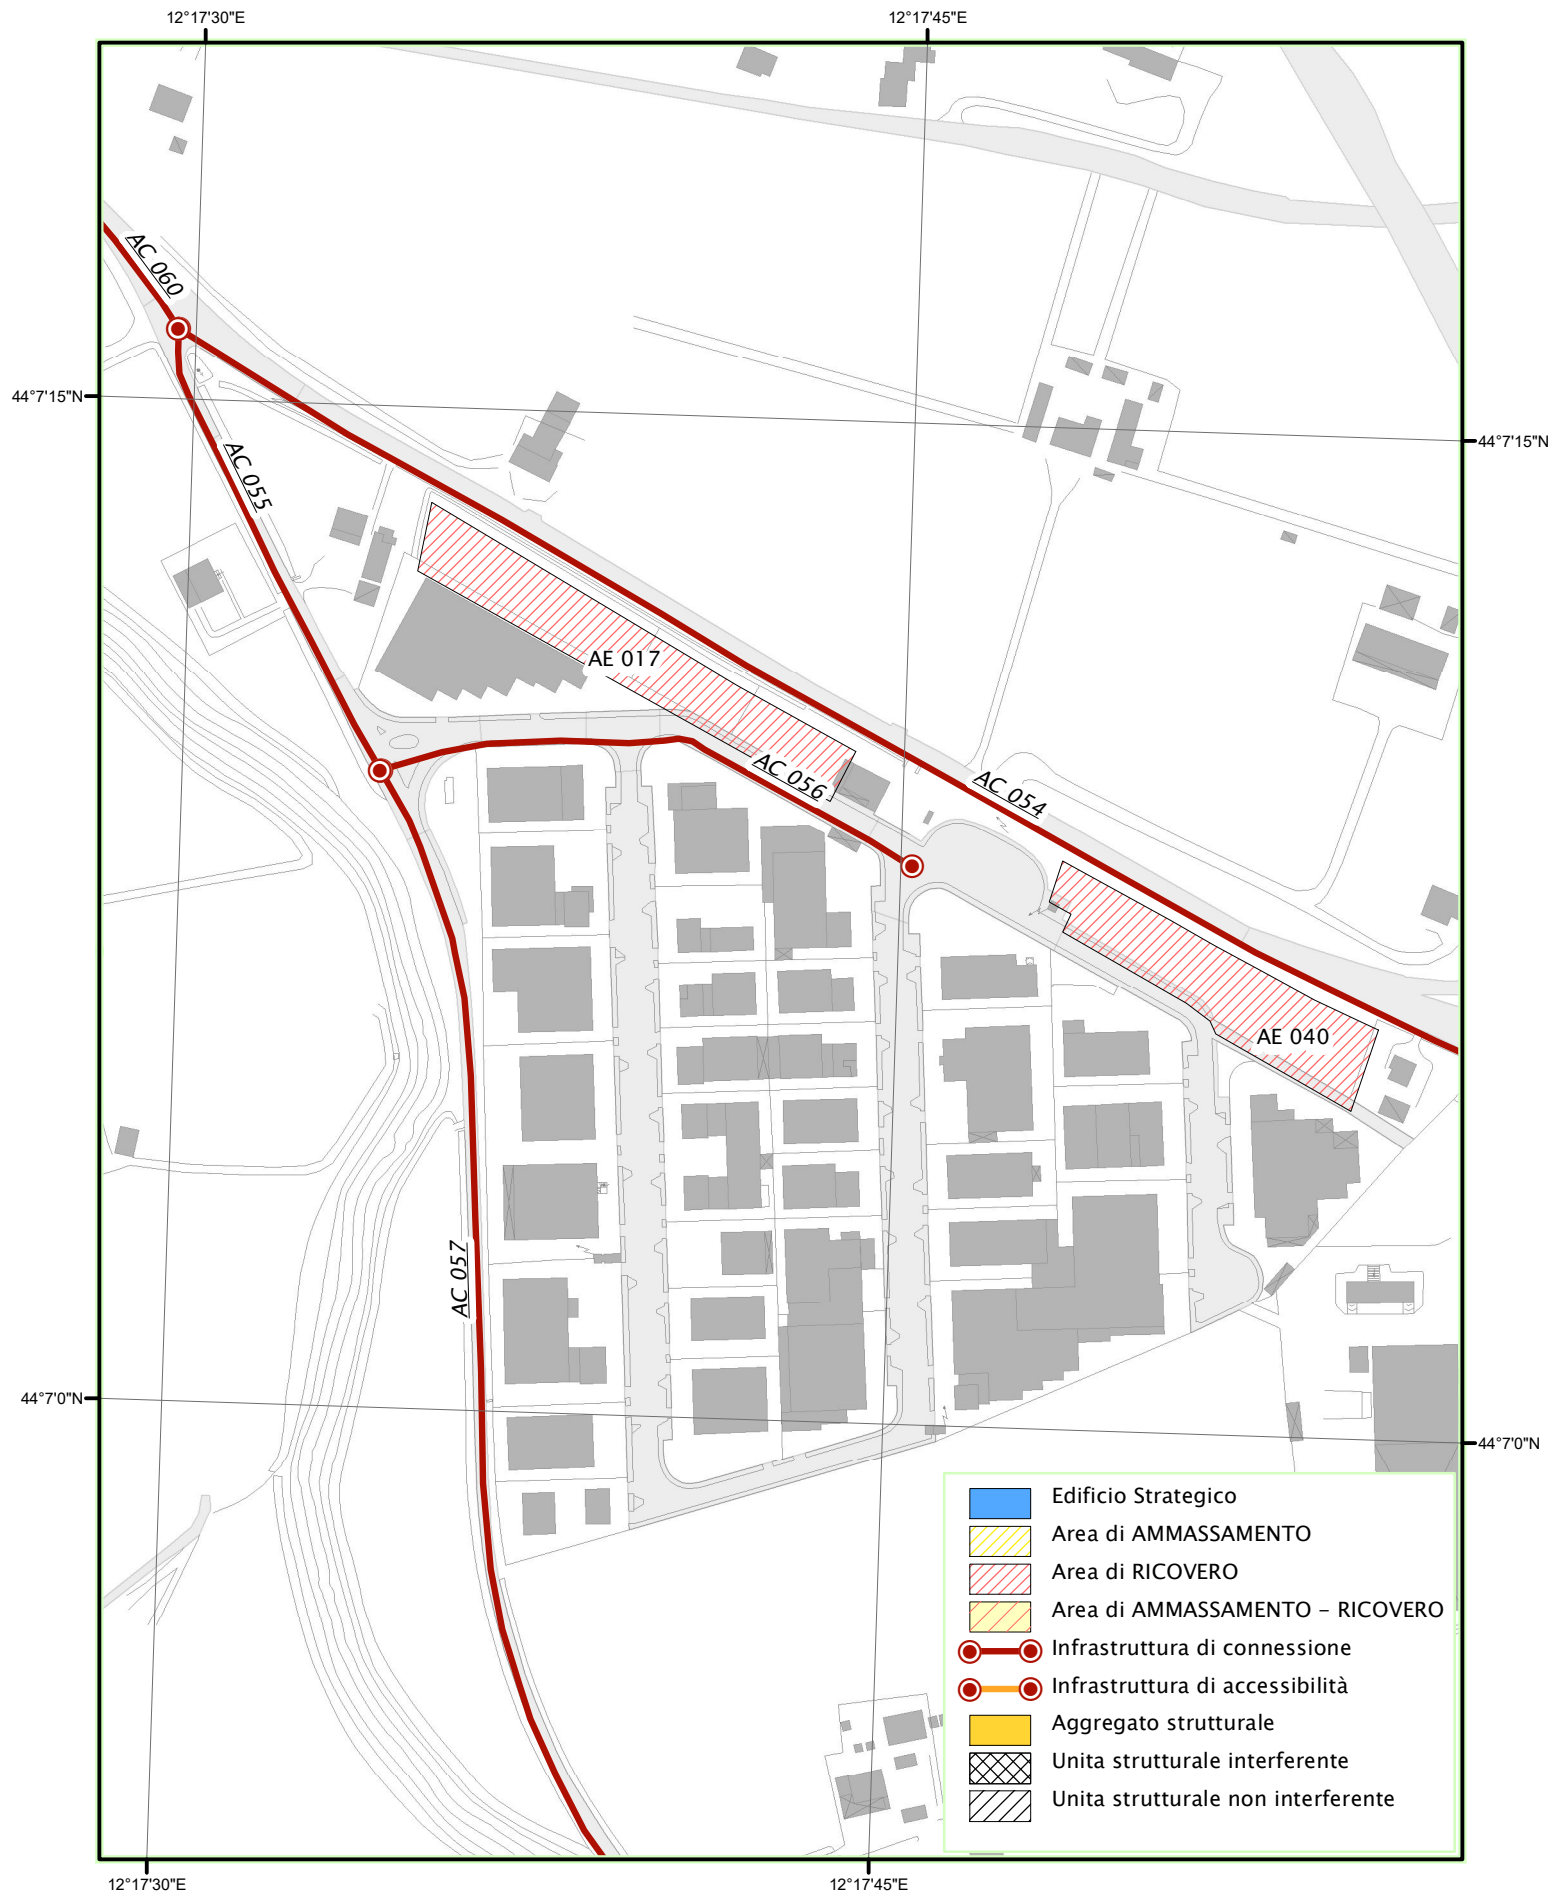 12°17'30"E
12°17'45"E
AC 060
44°7'15"N
44°7'15"N
AC 055
AE 017
AC 056
AC 054
AE 040
AC 057
44°7'0"N
44°7'0"N
Edificio Strategico
Area di AMMASSAMENTO
Area di RICOVERO
Area di AMMASSAMENTO - RICOVERO
Infrastruttura di connessione
Infrastruttura di accessibilità
Aggregato strutturale
Unita strutturale interferente
Unita strutturale non interferente
12°17'30"E
12°17'45"E